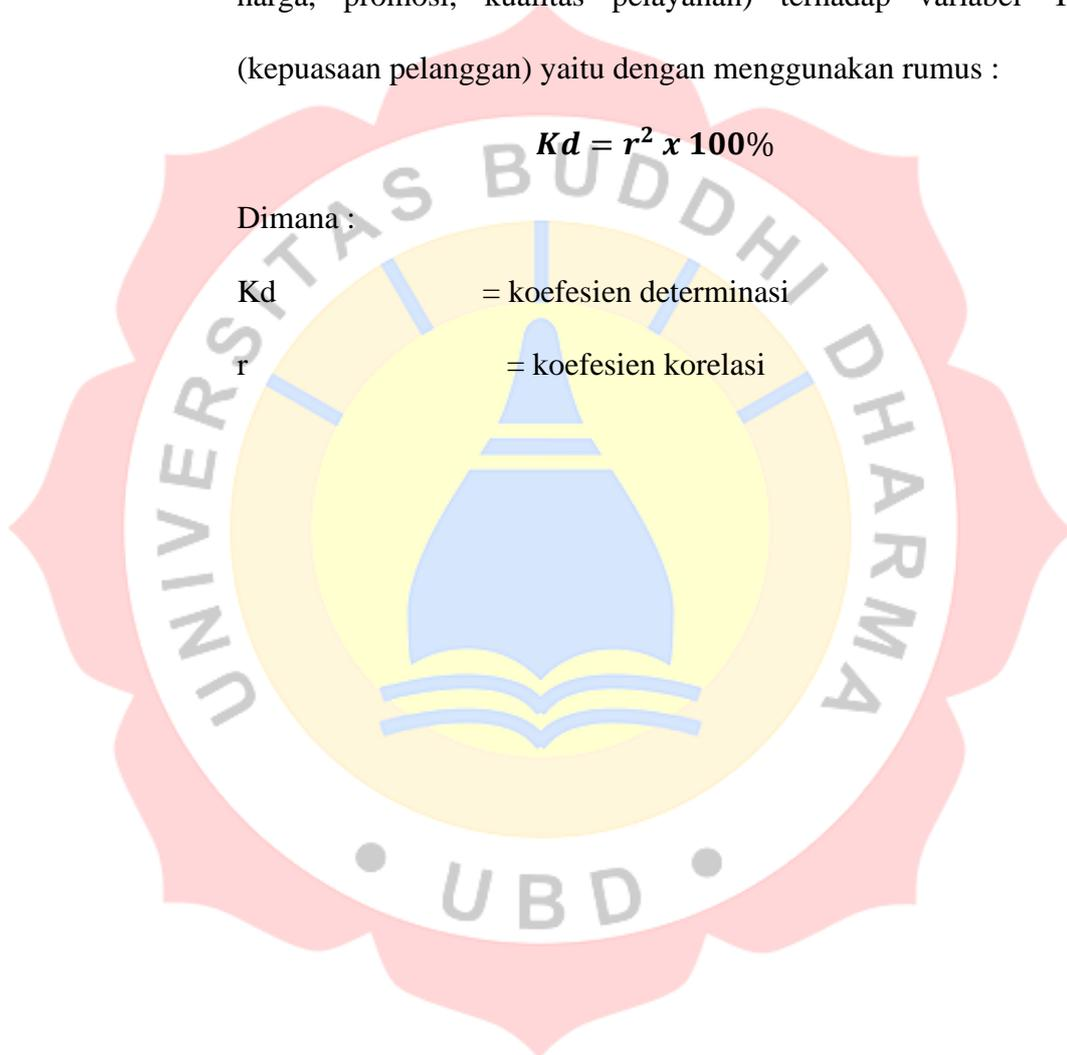 harga, promosi, kualitas pelayanan) terhadap variabel
(kepuasaan pelanggan) yaitu dengan menggunakan rumus :
Kd = r² x 100%
Dimana :
Kd = koefesien determinasi
r = koefesien korelasi
UNIVERSITAS BUDDHI DHARMA
• UBD •